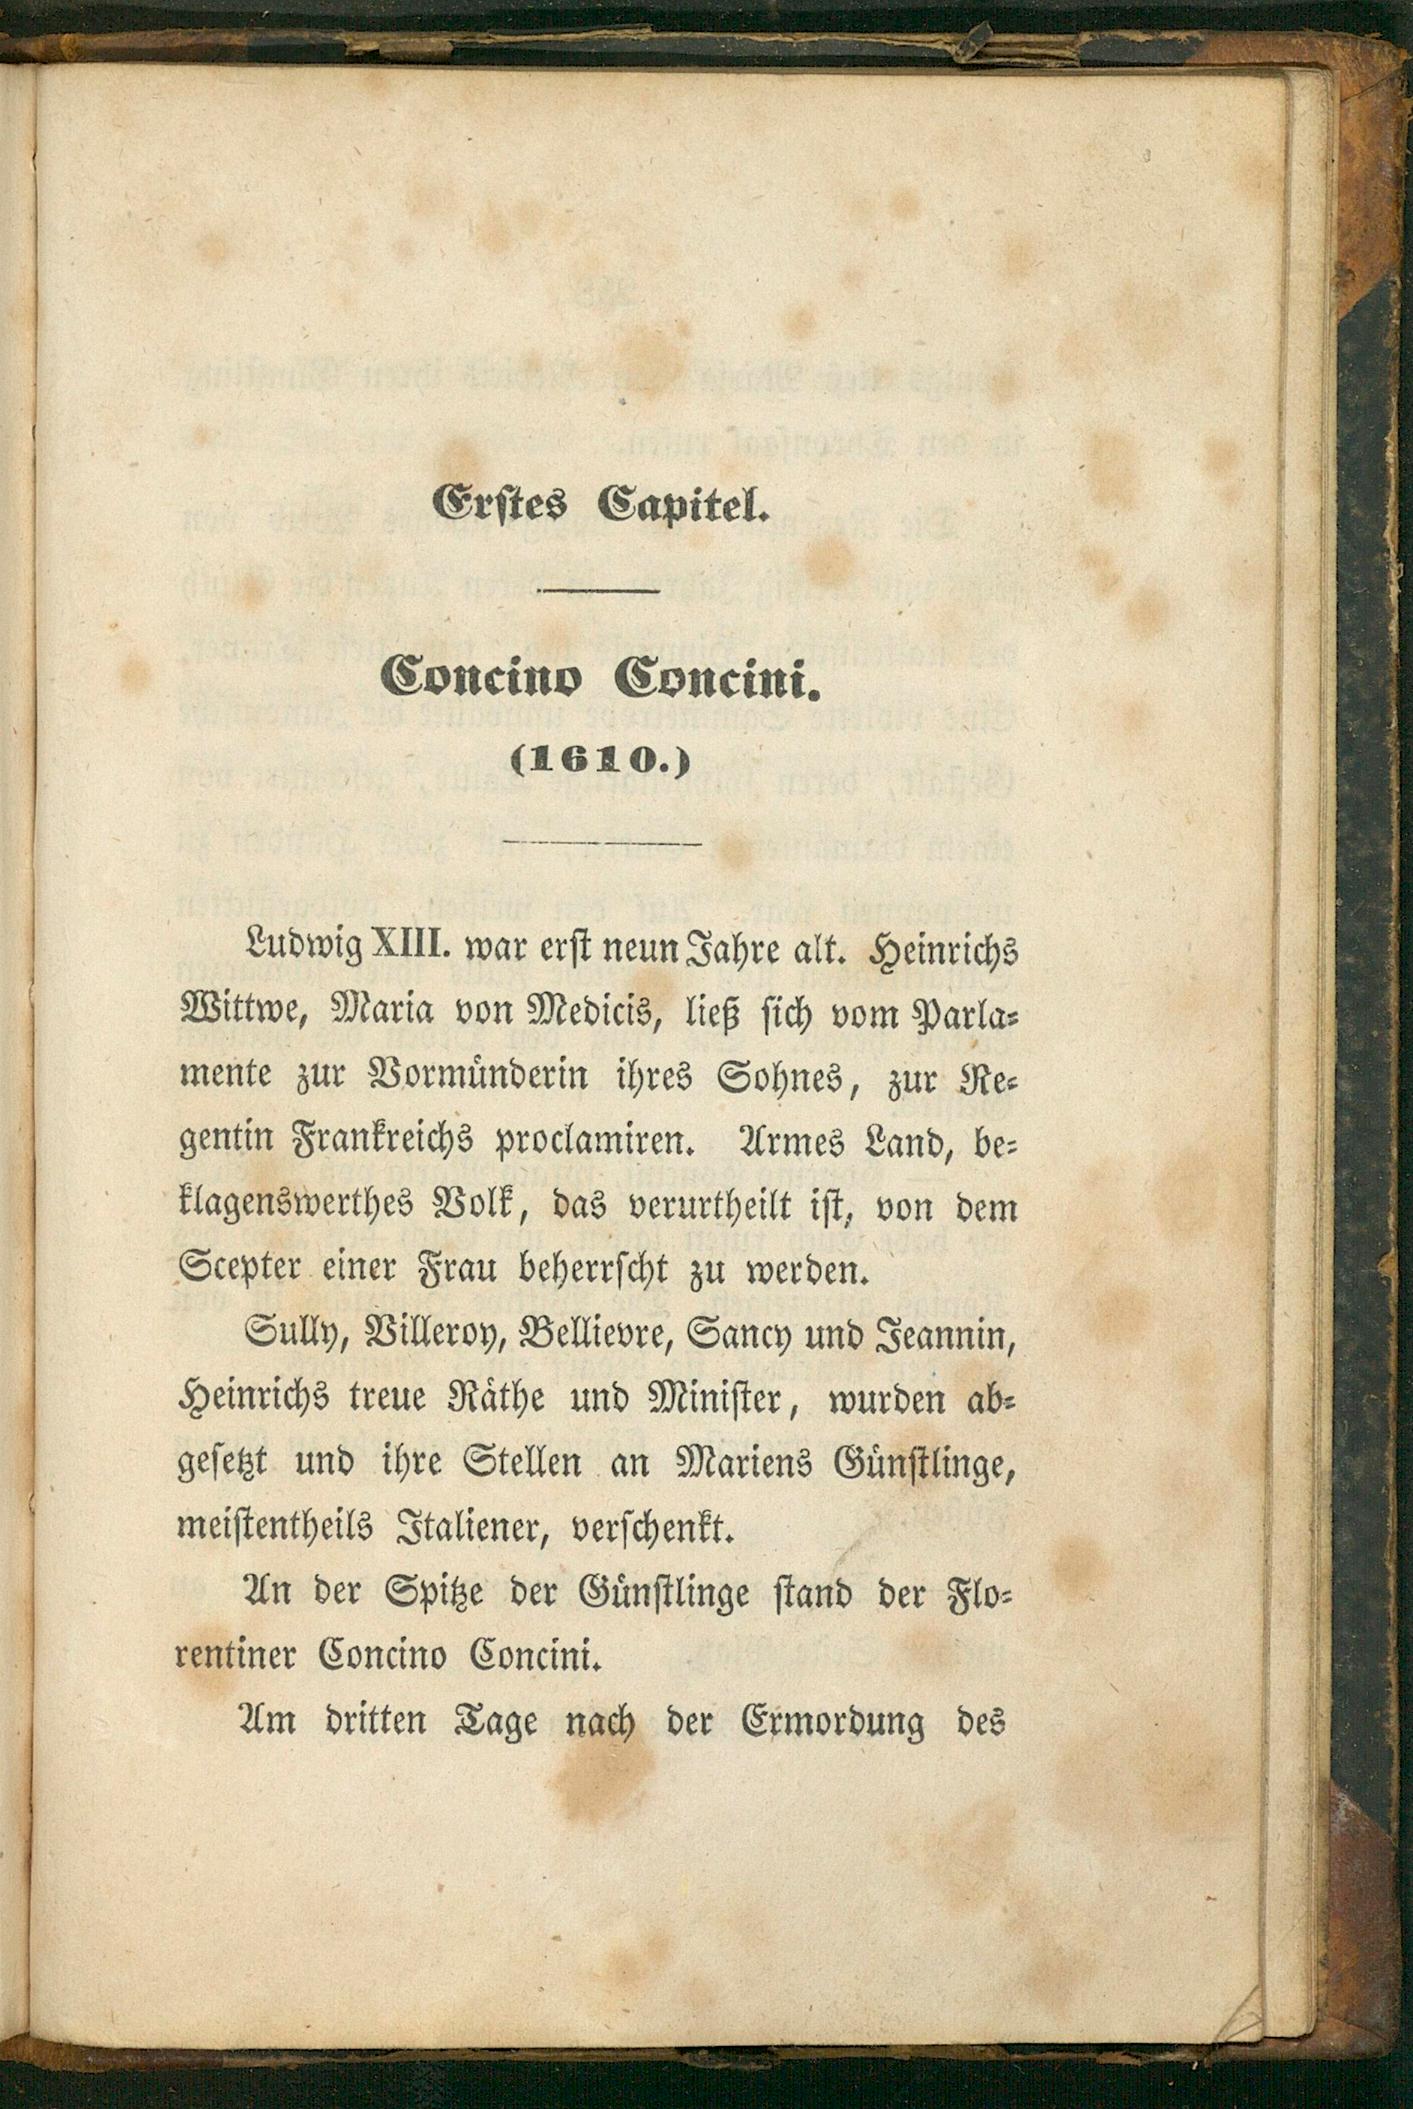 Erstes Capitel.
Concino Concini.
(1610.)
Ludwig XIII. war erst neun Jahre alt. Heinrichs
Wittwe, Maria von Medicis, ließ sich vom Parla-
mente zur Vormünderin ihres Sohnes, zur Re-
gentin Frankreichs proclamiren. Armes Land, be-
klagenswerthes Volk, das verurtheilt ist, von dem
Scepter einer Frau beherrscht zu werden.
Sully, Villeroy, Bellievre, Sancy und Jeannin,
Heinrichs treue Räthe und Minister, wurden ab-
gesetzt und ihre Stellen an Mariens Günstlinge,
meistentheils Italiener, verschenkt.
An der Spitze der Günstlinge stand der Flo-
rentiner Concino Concini.
Am dritten Tage nach der Ermordung des